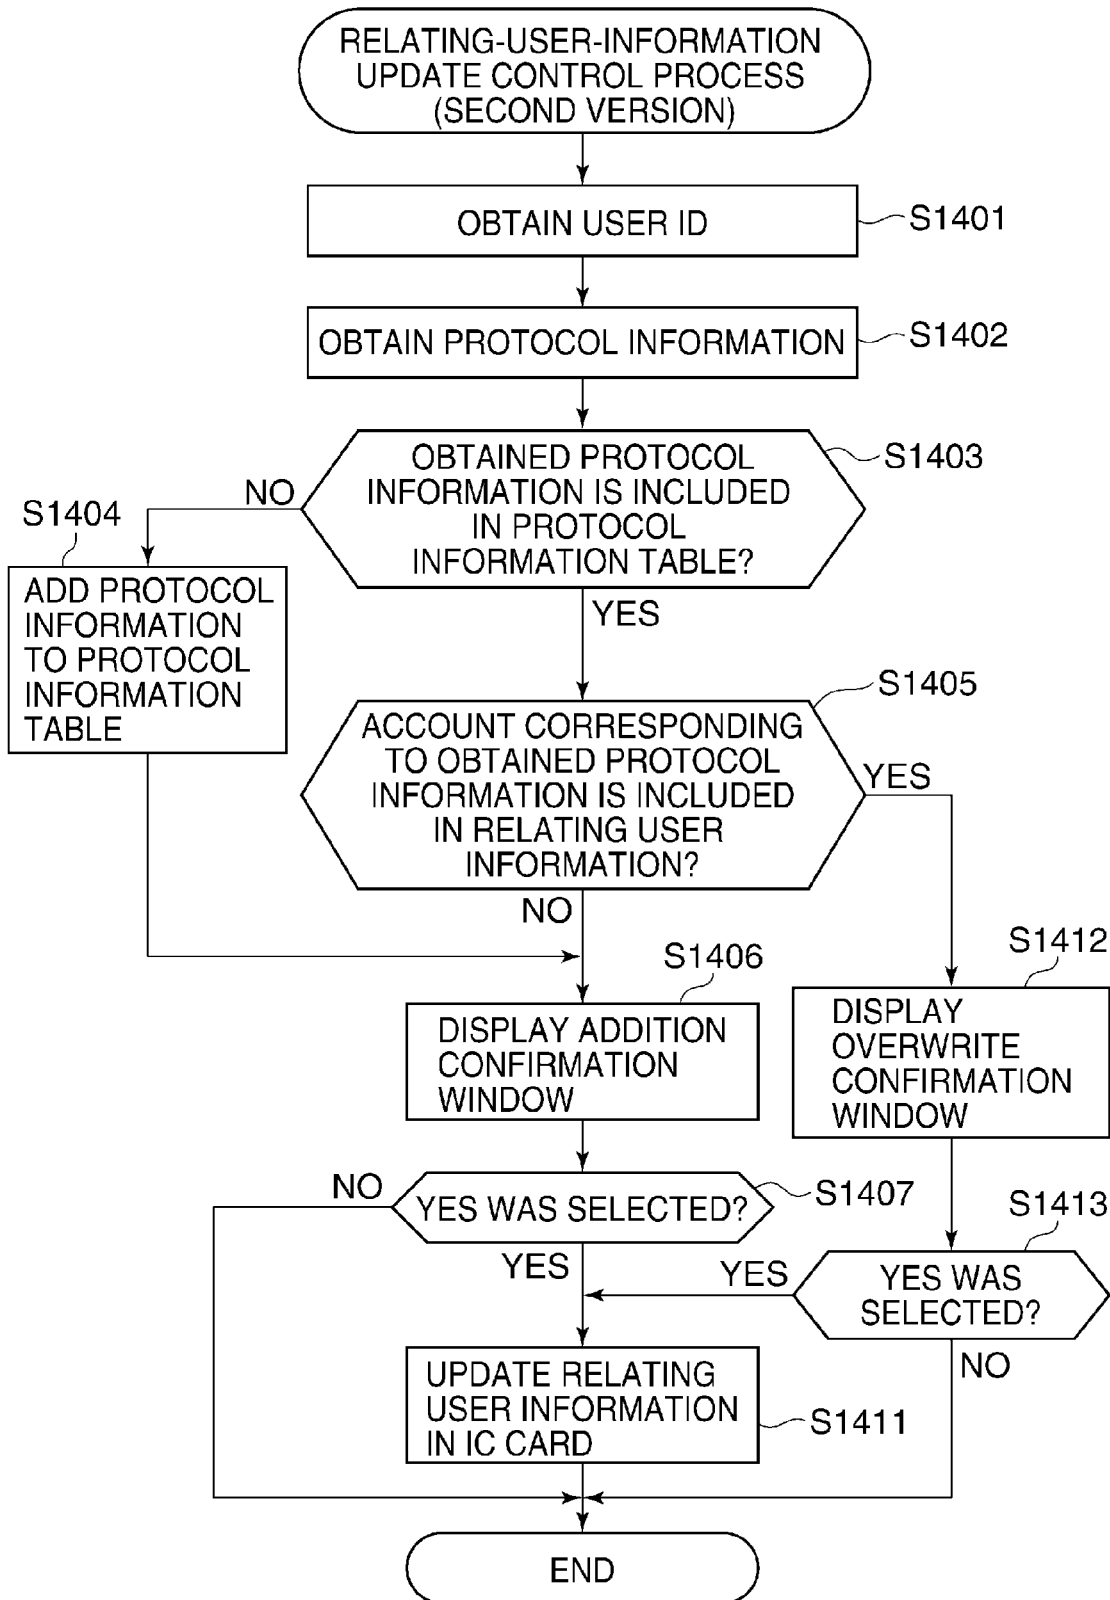 RELATING-USER-INFORMATION
UPDATE CONTROL PROCESS
(SECOND VERSION)
OBTAIN USER ID
S1401
OBTAIN PROTOCOL INFORMATION
S1402
OBTAINED PROTOCOL
INFORMATION IS INCLUDED
IN PROTOCOL
INFORMATION TABLE?
S1403
NO
S1404
ADD PROTOCOL
INFORMATION
TO PROTOCOL
INFORMATION
TABLE
YES
S1405
ACCOUNT CORRESPONDING
TO OBTAINED PROTOCOL
INFORMATION IS INCLUDED
IN RELATING USER
INFORMATION?
YES
NO
S1406
DISPLAY ADDITION
CONFIRMATION
WINDOW
S1412
DISPLAY
OVERWRITE
CONFIRMATION
WINDOW
NO
YES WAS SELECTED?
S1407
YES
S1413
YES WAS
SELECTED?
YES
NO
UPDATE RELATING
USER INFORMATION
IN IC CARD
S1411
END